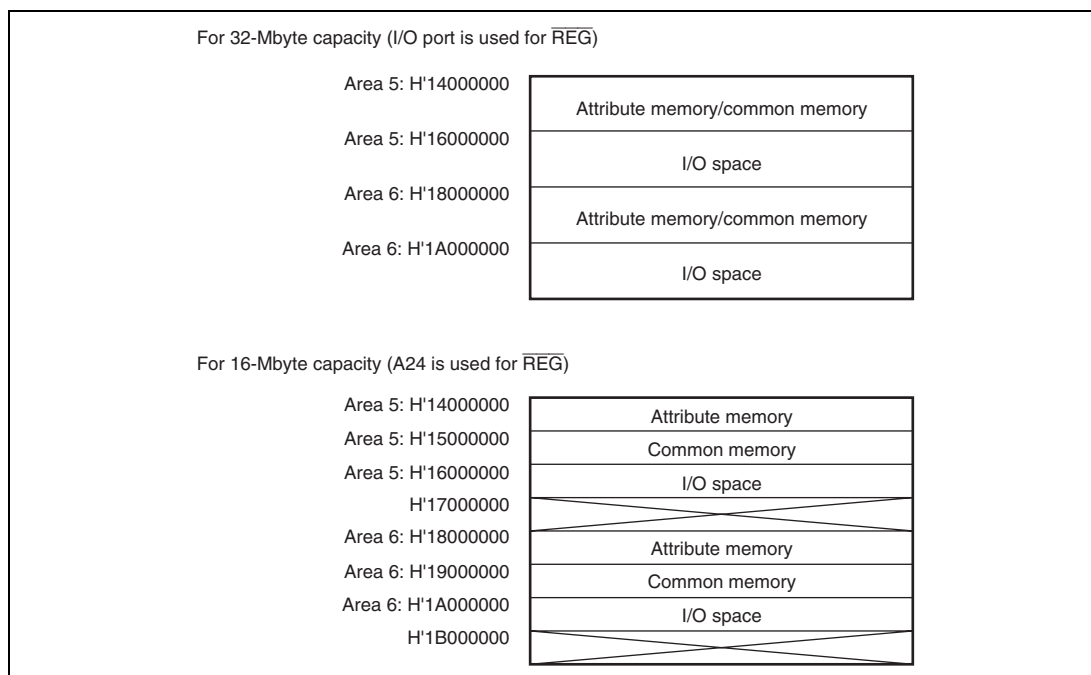 For 32-Mbyte capacity (I/O port is used for R̅E̅G̅)
Area 5: H'14000000
Attribute memory/common memory
Area 5: H'16000000
I/O space
Area 6: H'18000000
Attribute memory/common memory
Area 6: H'1A000000
I/O space
For 16-Mbyte capacity (A24 is used for R̅E̅G̅)
Area 5: H'14000000
Attribute memory
Area 5: H'15000000
Common memory
Area 5: H'16000000
I/O space
H'17000000
Area 6: H'18000000
Attribute memory
Area 6: H'19000000
Common memory
Area 6: H'1A000000
I/O space
H'1B000000